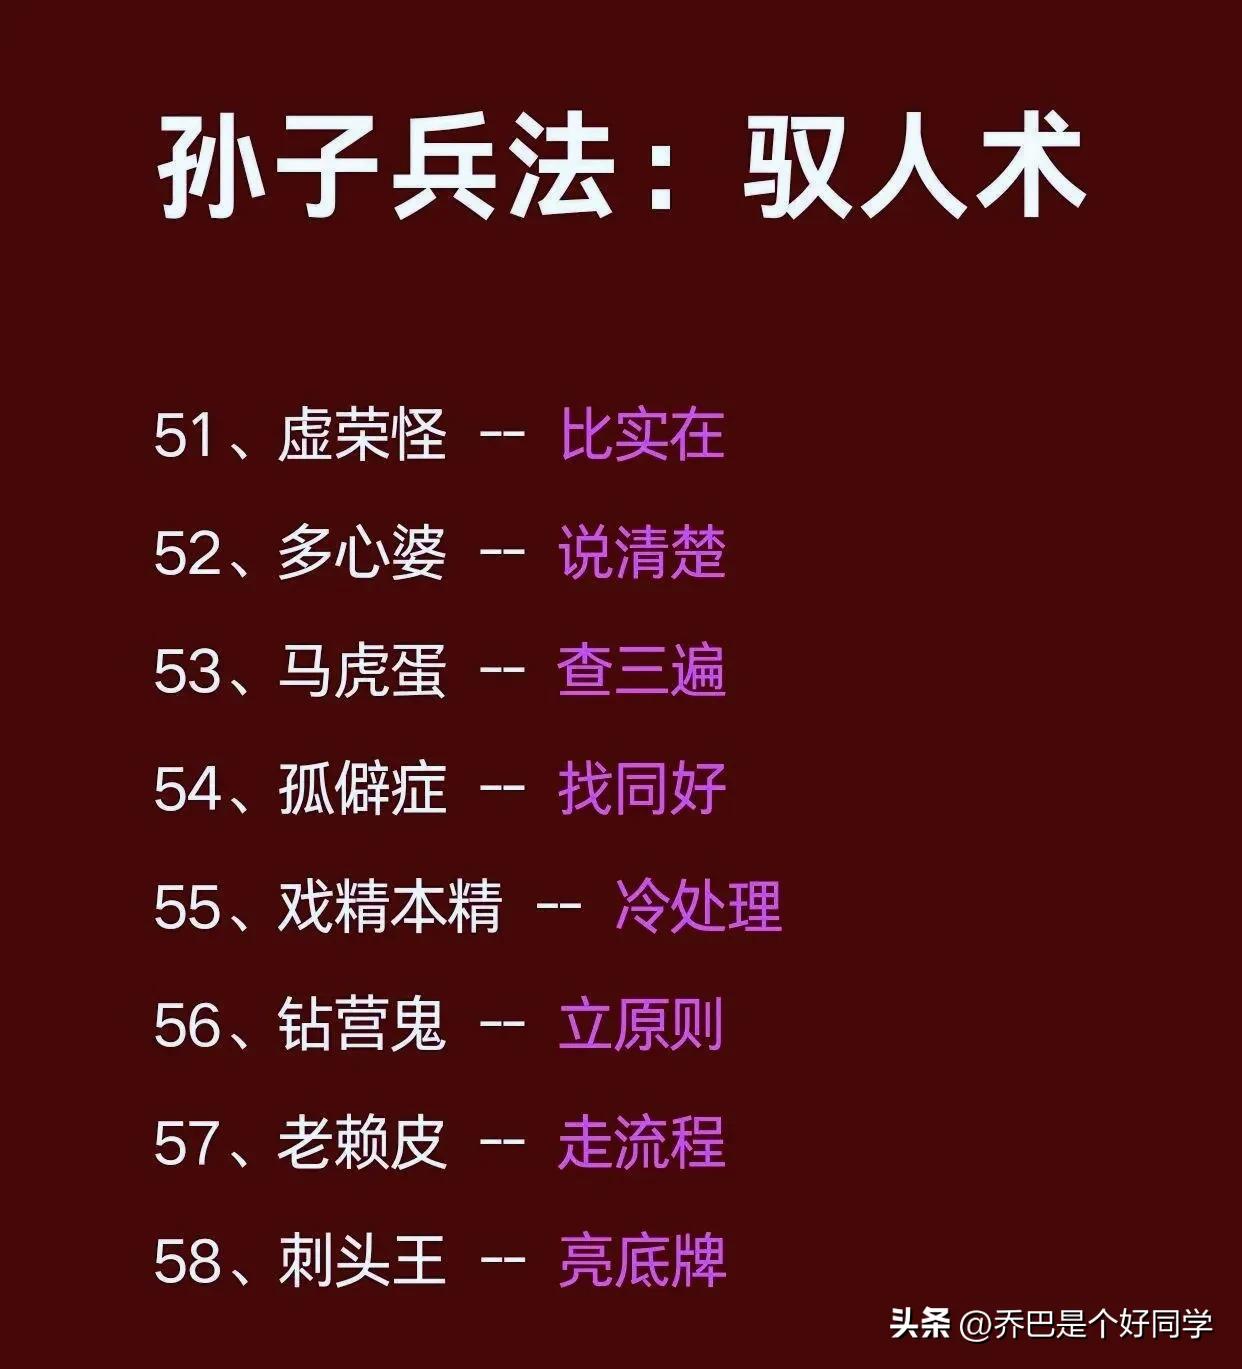 孙子兵法：驭人术
51、虚荣怪 -- 比实在
52、多心婆 -- 说清楚
53、马虎蛋 -- 查三遍
54、孤僻症 -- 找同好
55、戏精本精 -- 冷处理
56、钻营鬼 -- 立原则
57、老赖皮 -- 走流程
58、刺头王 -- 亮底牌
头条 @乔巴是个好同学